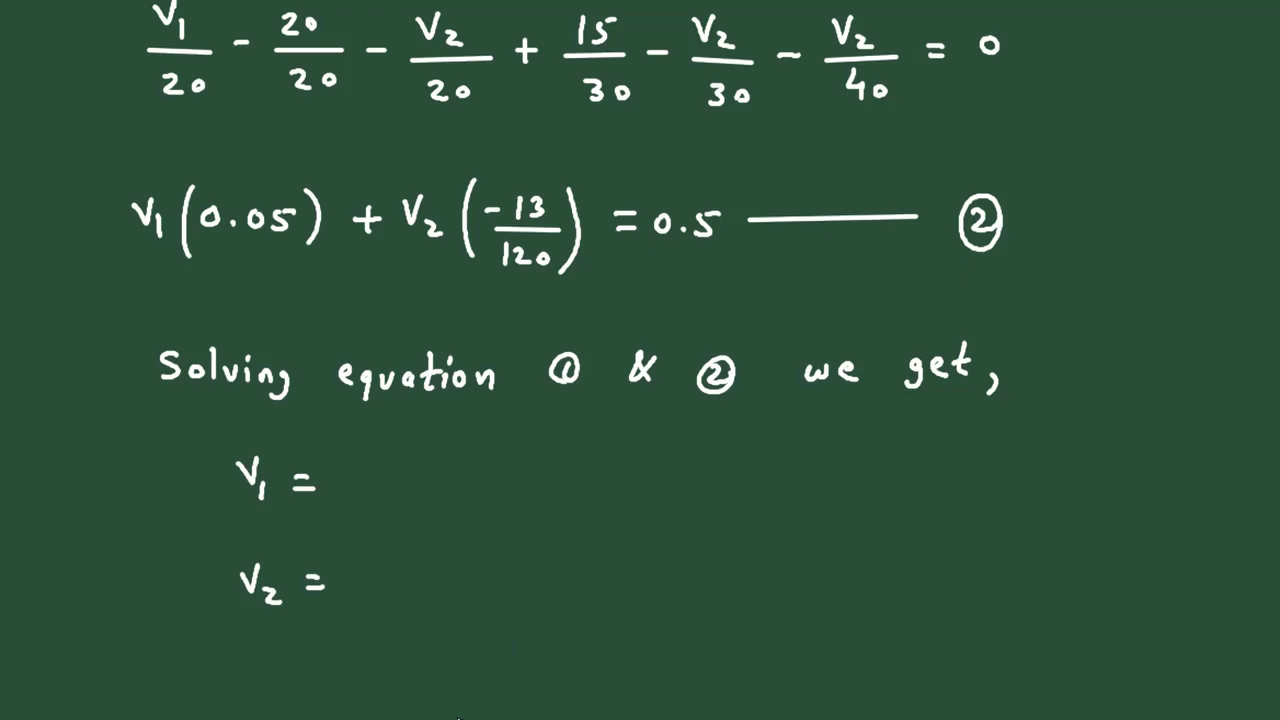 V₁/20 - 20/20 - V₂/20 + 15/30 - V₂/30 - V₂/40 = 0
V₁(0.05) + V₂(-13/120) = 0.5 —— ②
Solving equation ① & ② we get,
V₁ =
V₂ =